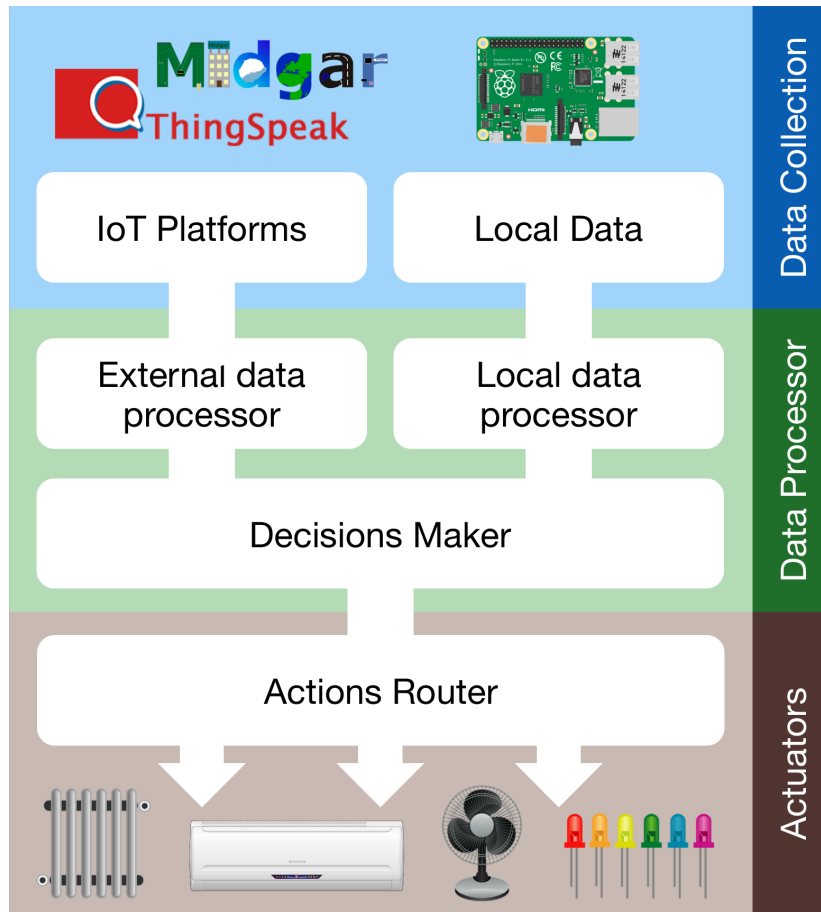 Midgar
ThingSpeak
HDMI
IoT Platforms
Local Data
Data Collection
External data
processor
Local data
processor
Decisions Maker
Data Processor
Actions Router
Actuators